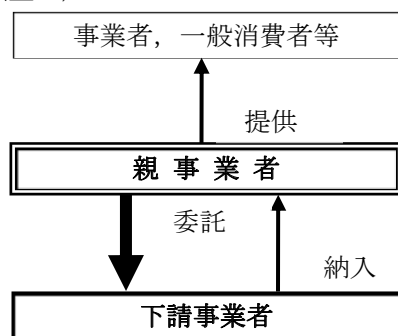 事業者，一般消費者等
提供
親 事 業 者
委託
納入
下請事業者